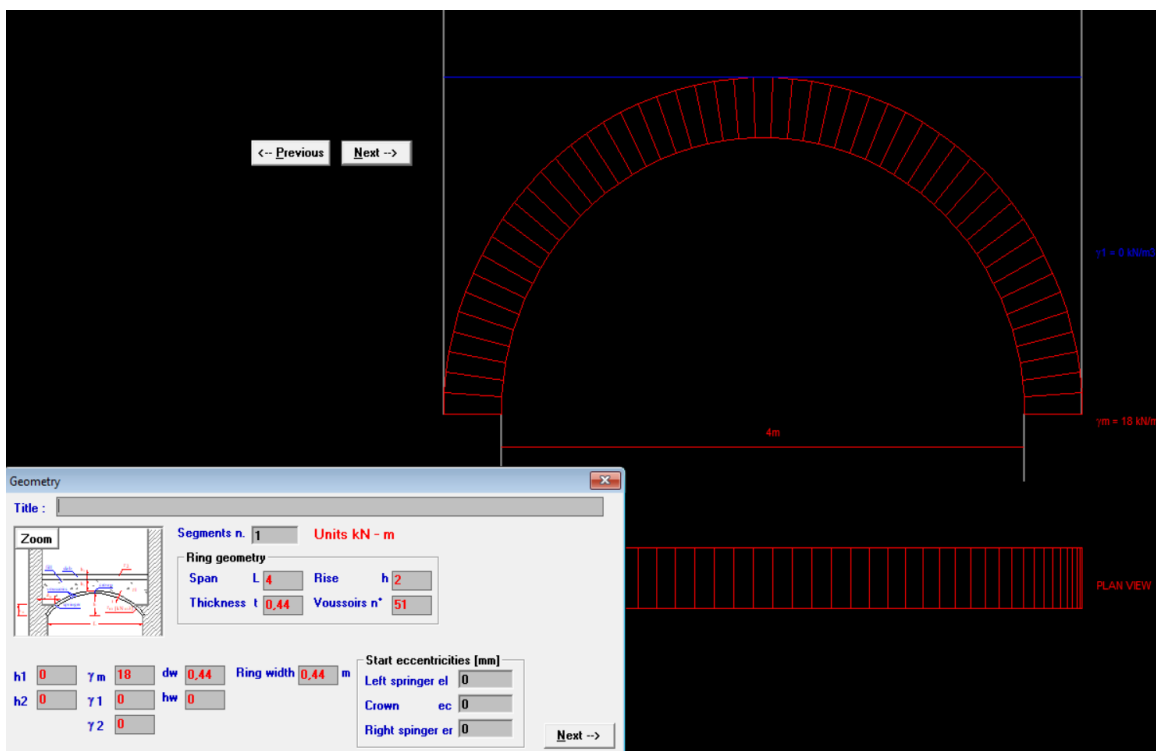 <-- Previous
Next -->
γ1 = 0 kN/m3
γm = 18 kN/m
4m
Geometry
Title :
Zoom
Segments n. 1
Units kN - m
Ring geometry
Span L 4 Rise h 2
Thickness t 0,44 Voussoirs n° 51
PLAN VIEW
h1 0 γ m 18 dw 0,44 Ring width 0,44 m
h2 0 γ 1 0 hw 0
γ 2 0
Start eccentricities [mm]
Left springer el 0
Crown ec 0
Right spinger er 0
Next -->